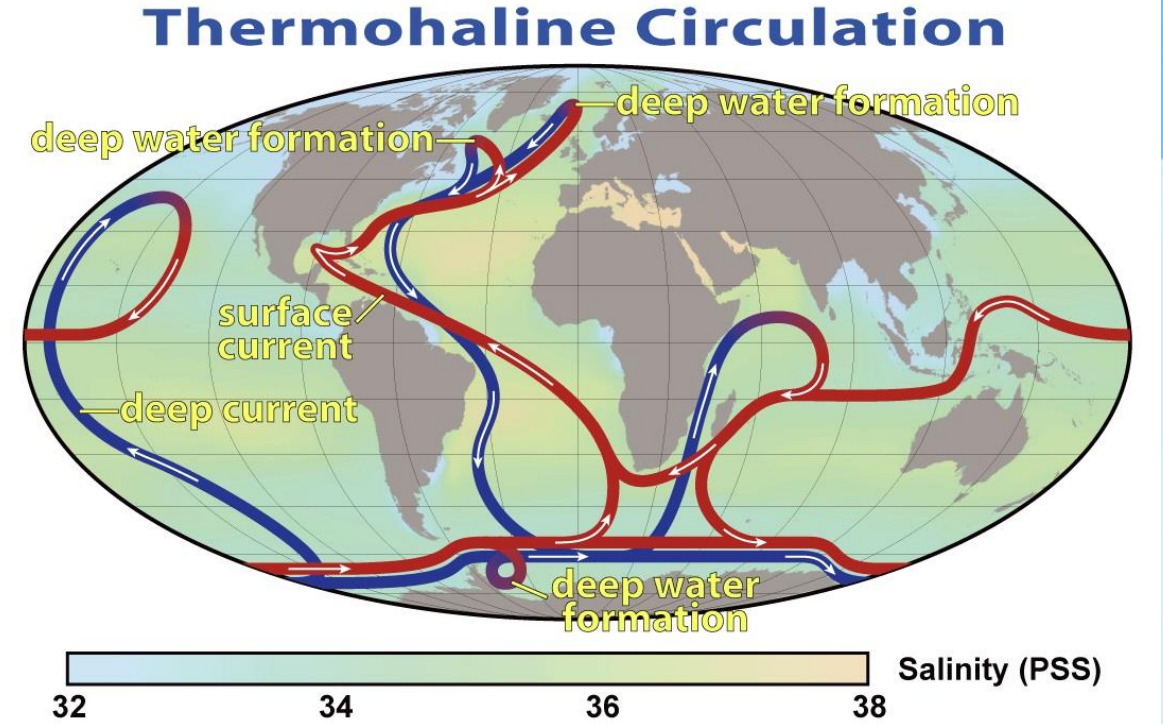 Thermohaline Circulation
deep water formation
deep water formation
surface
current
deep current
deep water
formation
Salinity (PSS)
32
34
36
38